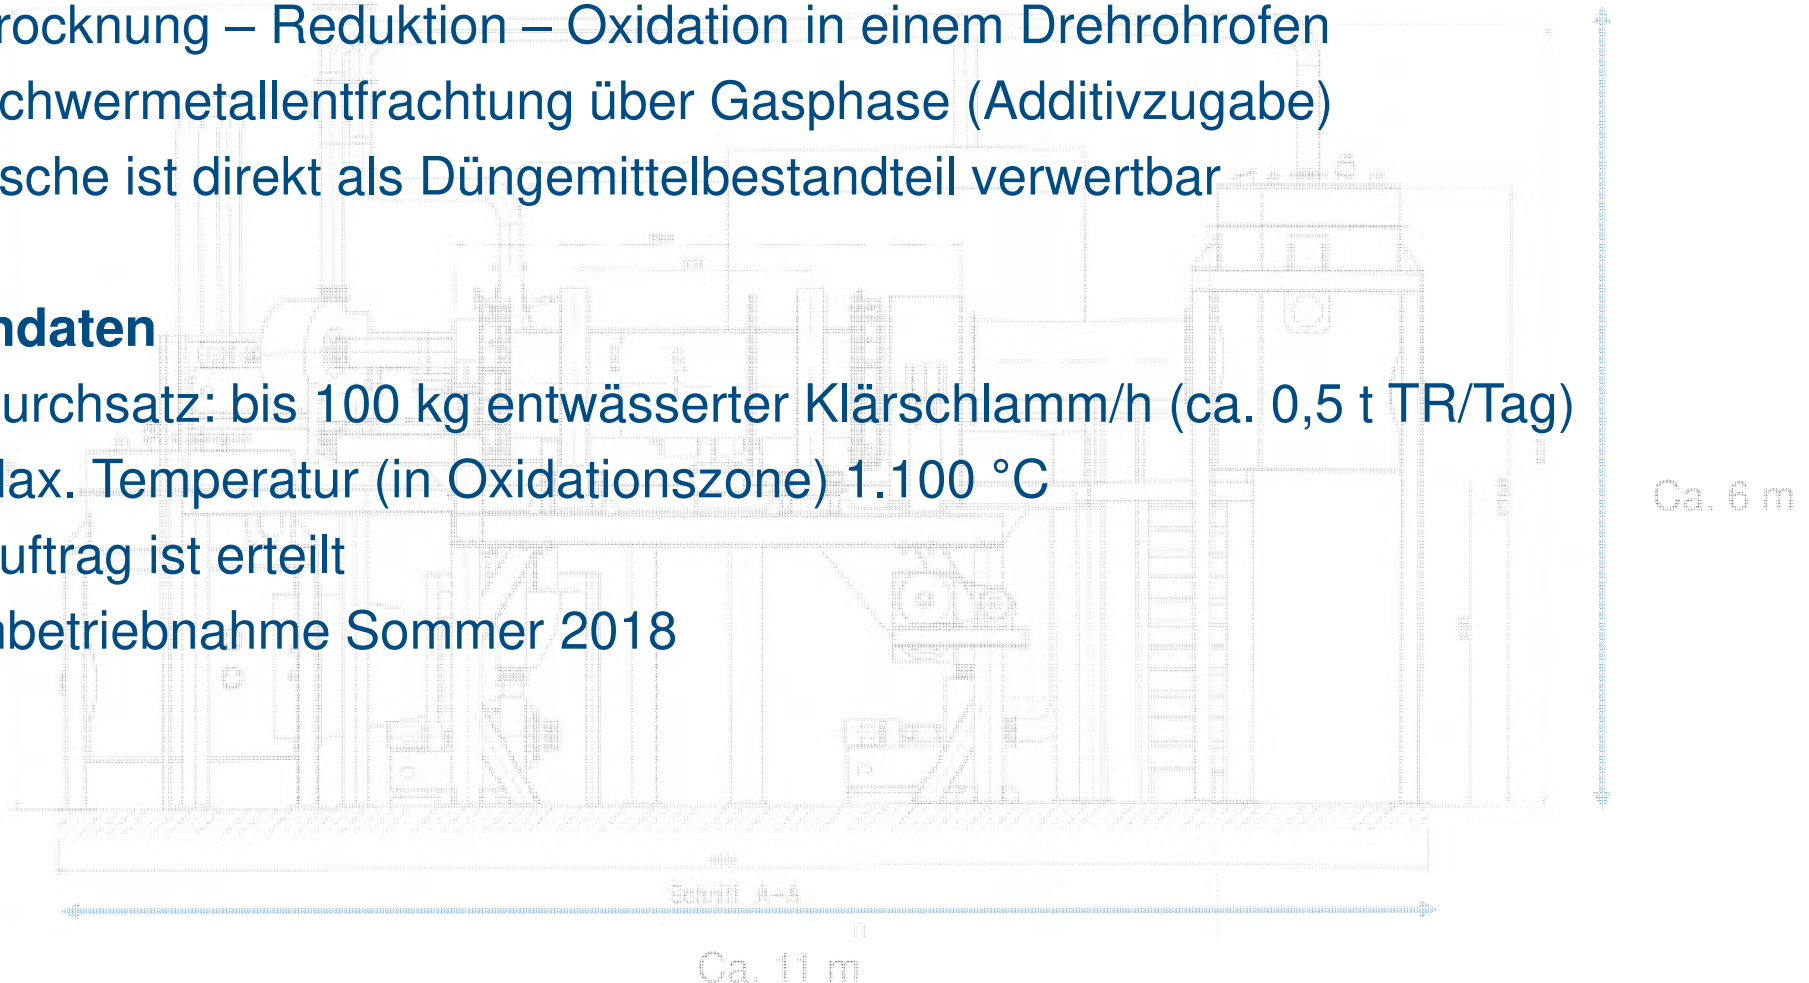 rocknung – Reduktion – Oxidation in einem Drehrohrofen
chwermetallentfrachtung über Gasphase (Additivzugabe)
sche ist direkt als Düngemittelbestandteil verwertbar
ndaten
urchsatz: bis 100 kg entwässerter Klärschlamm/h (ca. 0,5 t TR/Tag)
ax. Temperatur (in Oxidationszone) 1.100 °C
Ca. 6 m
uftrag ist erteilt
nbetriebnahme Sommer 2018
Schnitt A-A
Ca. 11 m